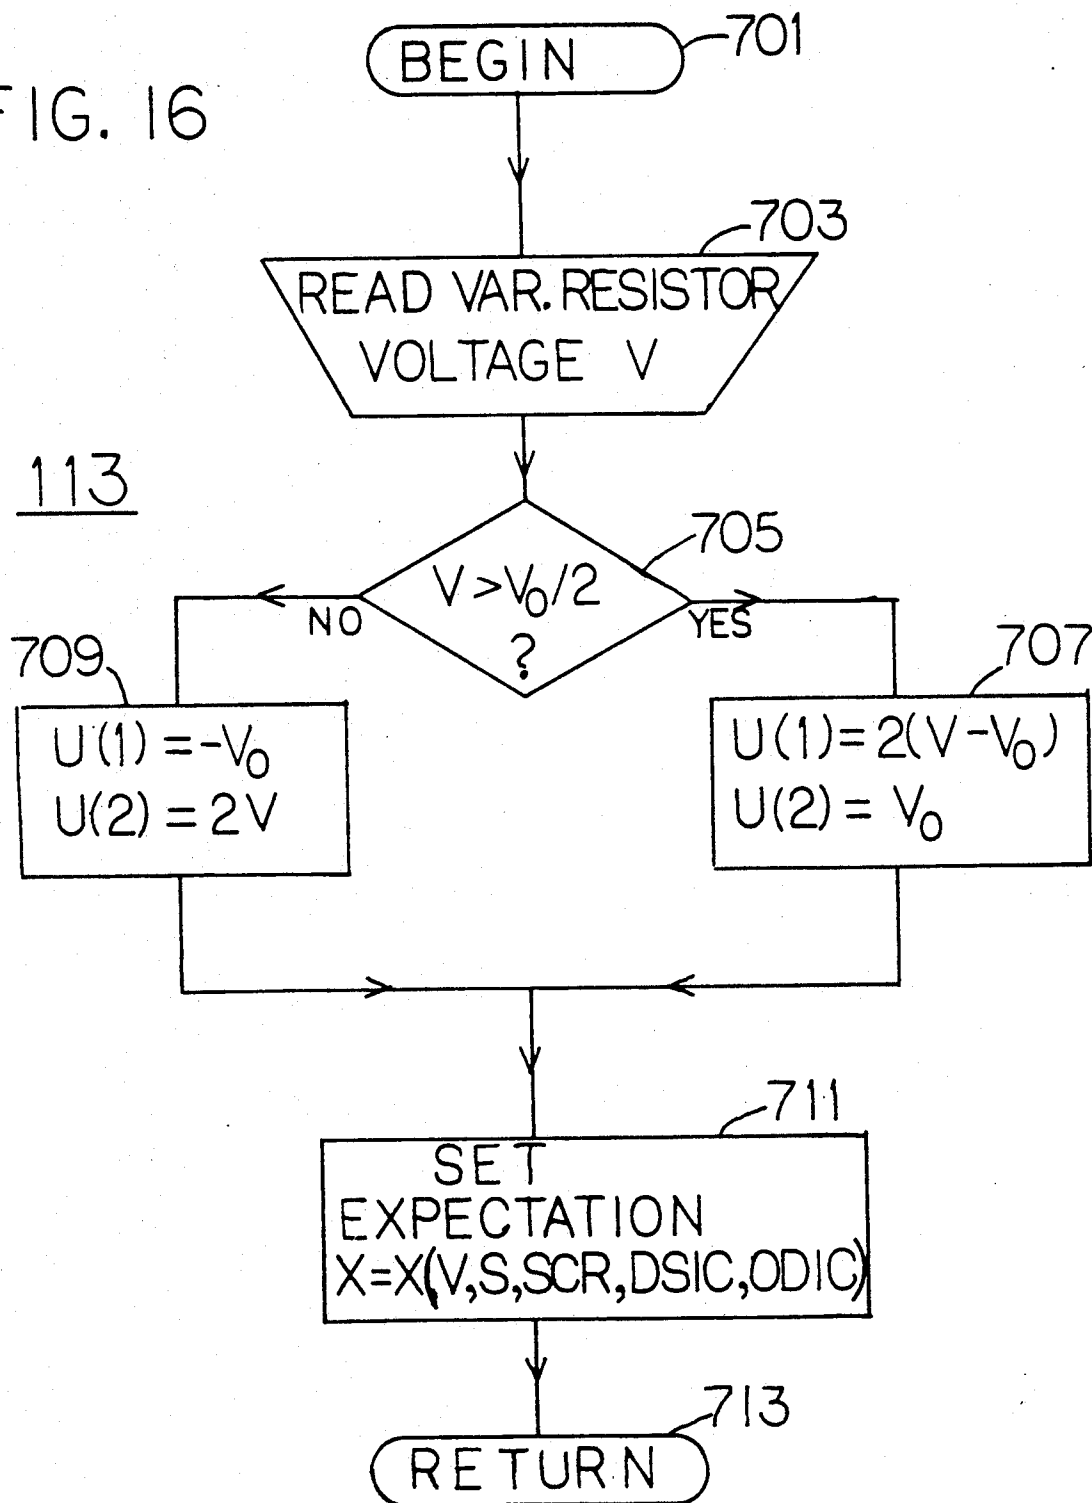 FIG. 16
BEGIN
701
703
READ VAR. RESISTOR
VOLTAGE V
113
705
V > V₀/2
?
NO
YES
709
U(1) = -V₀
U(2) = 2V
707
U(1) = 2(V-V₀)
U(2) = V₀
711
SET
EXPECTATION
X=X(V,S,SCR,DSIC,ODIC)
713
RETURN